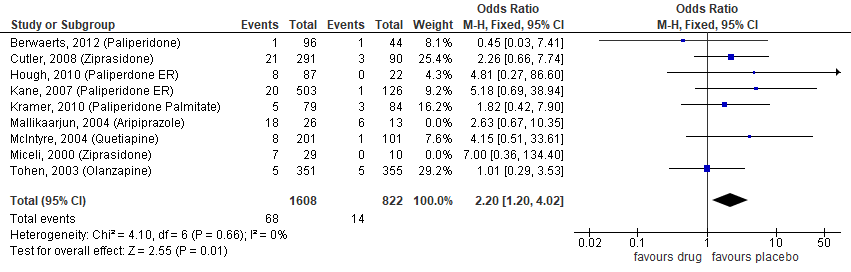 Odds Ratio Odds Ratio
Study or Subgroup Events Total Events Total Weight M-H, Fixed, 95% CI M-H, Fixed, 95% CI
Berwaerts, 2012 (Paliperidone) 1 96 1 44 8.1% 0.45 [0.03, 7.41]
Cutler, 2008 (Ziprasidone) 21 291 3 90 25.4% 2.26 [0.66, 7.74]
Hough, 2010 (Paliperdone ER) 8 87 0 22 4.4% 4.81 [0.27, 86.60]
Kane, 2007 (Paliperidone ER) 20 503 1 126 9.2% 5.18 [0.69, 38.94]
Kramer, 2010 (Paliperidone Palmitate) 5 79 3 84 16.1% 1.82 [0.42, 7.90]
Mallikaarjun, 2004 (Aripiprazole) 18 26 6 13 0.0% 2.63 [0.67, 10.35]
McIntyre, 2004 (Quetiapine) 8 201 1 101 7.6% 4.15 [0.51, 33.61]
Miceli, 2000 (Ziprasidone) 7 29 0 10 0.0% 7.00 [0.36, 134.40]
Tohen, 2003 (Olanzapine) 5 351 5 355 29.2% 1.01 [0.29, 3.53]
Total (95% CI) 1608 822 100.0% 2.20 [1.20, 4.02]
Total events 68 14
Heterogeneity: Chi² = 4.10, df = 6 (P = 0.66); I² = 0%
Test for overall effect: Z = 2.55 (P = 0.01)
0.02 0.1 1 10 50
favours drug favours placebo